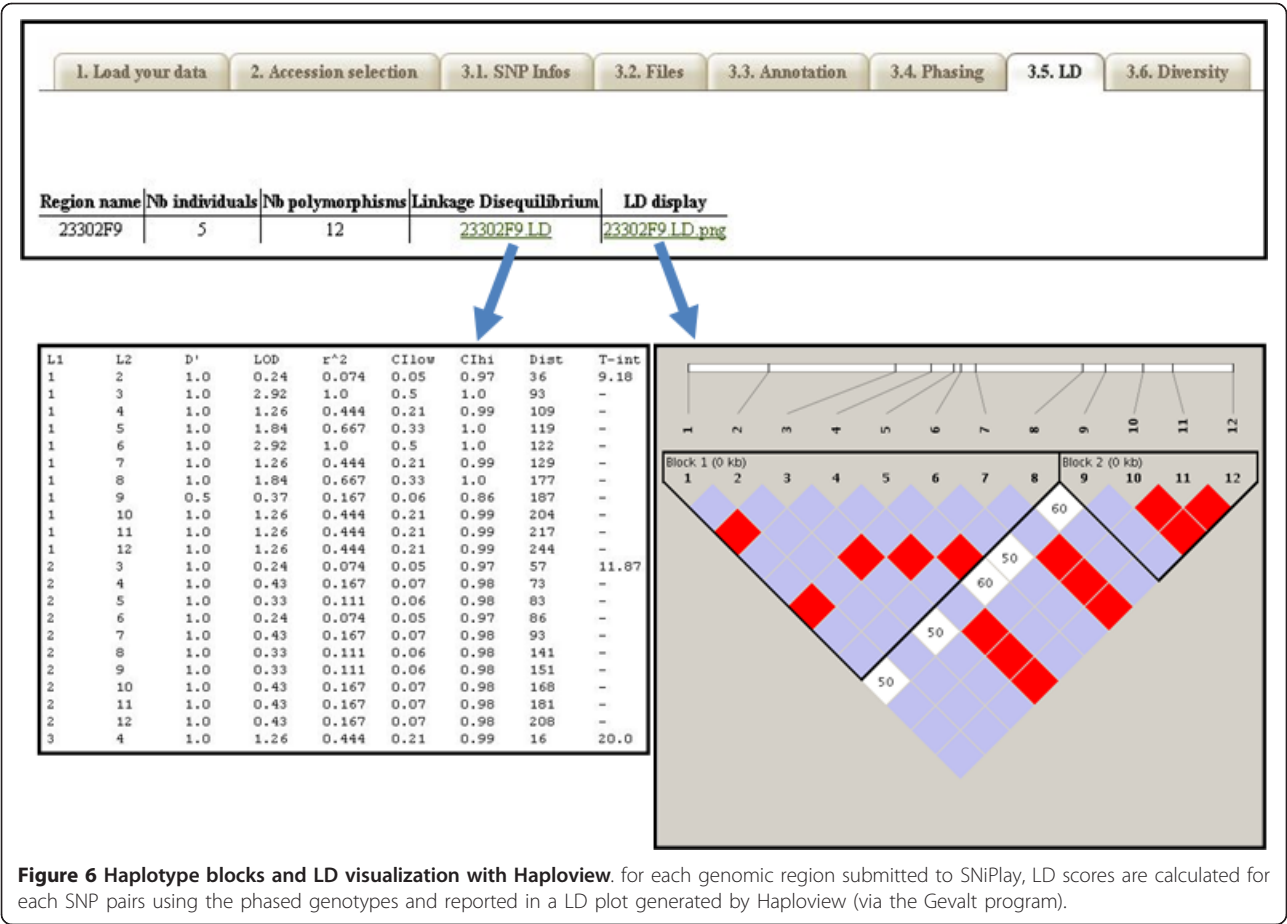 1. Load your data 2. Accession selection 3.1. SNP Infos 3.2. Files 3.3. Annotation 3.4. Phasing 3.5. LD 3.6. Diversity
Region name Nb individuals Nb polymorphisms Linkage Disequilibrium LD display
23302F9 5 12 23302F9.LD 23302F9.LD.png
L1 L2 D' LOD r^2 CIlow CIhi Dist T-int
1 2 1.0 0.24 0.074 0.05 0.97 36 9.18
1 3 1.0 2.92 1.0 0.5 1.0 93 -
1 4 1.0 1.26 0.444 0.21 0.99 109 -
1 5 1.0 1.84 0.667 0.33 1.0 119 -
1 6 1.0 2.92 1.0 0.5 1.0 122 -
1 7 1.0 1.26 0.444 0.21 0.99 129 -
1 8 1.0 1.84 0.667 0.33 1.0 177 -
1 9 0.5 0.37 0.167 0.06 0.86 187 -
1 10 1.0 1.26 0.444 0.21 0.99 204 -
1 11 1.0 1.26 0.444 0.21 0.99 217 -
1 12 1.0 1.26 0.444 0.21 0.99 244 -
2 3 1.0 0.24 0.074 0.05 0.97 57 11.87
2 4 1.0 0.43 0.167 0.07 0.98 73 -
2 5 1.0 0.33 0.111 0.06 0.98 83 -
2 6 1.0 0.24 0.074 0.05 0.97 86 -
2 7 1.0 0.43 0.167 0.07 0.98 93 -
2 8 1.0 0.33 0.111 0.06 0.98 141 -
2 9 1.0 0.33 0.111 0.06 0.98 151 -
2 10 1.0 0.43 0.167 0.07 0.98 168 -
2 11 1.0 0.43 0.167 0.07 0.98 181 -
2 12 1.0 0.43 0.167 0.07 0.98 208 -
3 4 1.0 1.26 0.444 0.21 0.99 16 20.0
1 2 3 4 5 6 7 8 9 10 11 12
Block 1 (0 kb) Block 2 (0 kb)
1 2 3 4 5 6 7 8 9 10 11 12
60
50
60
50
50
Figure 6 Haplotype blocks and LD visualization with Haploview. for each genomic region submitted to SNiPlay, LD scores are calculated for
each SNP pairs using the phased genotypes and reported in a LD plot generated by Haploview (via the Gevalt program).